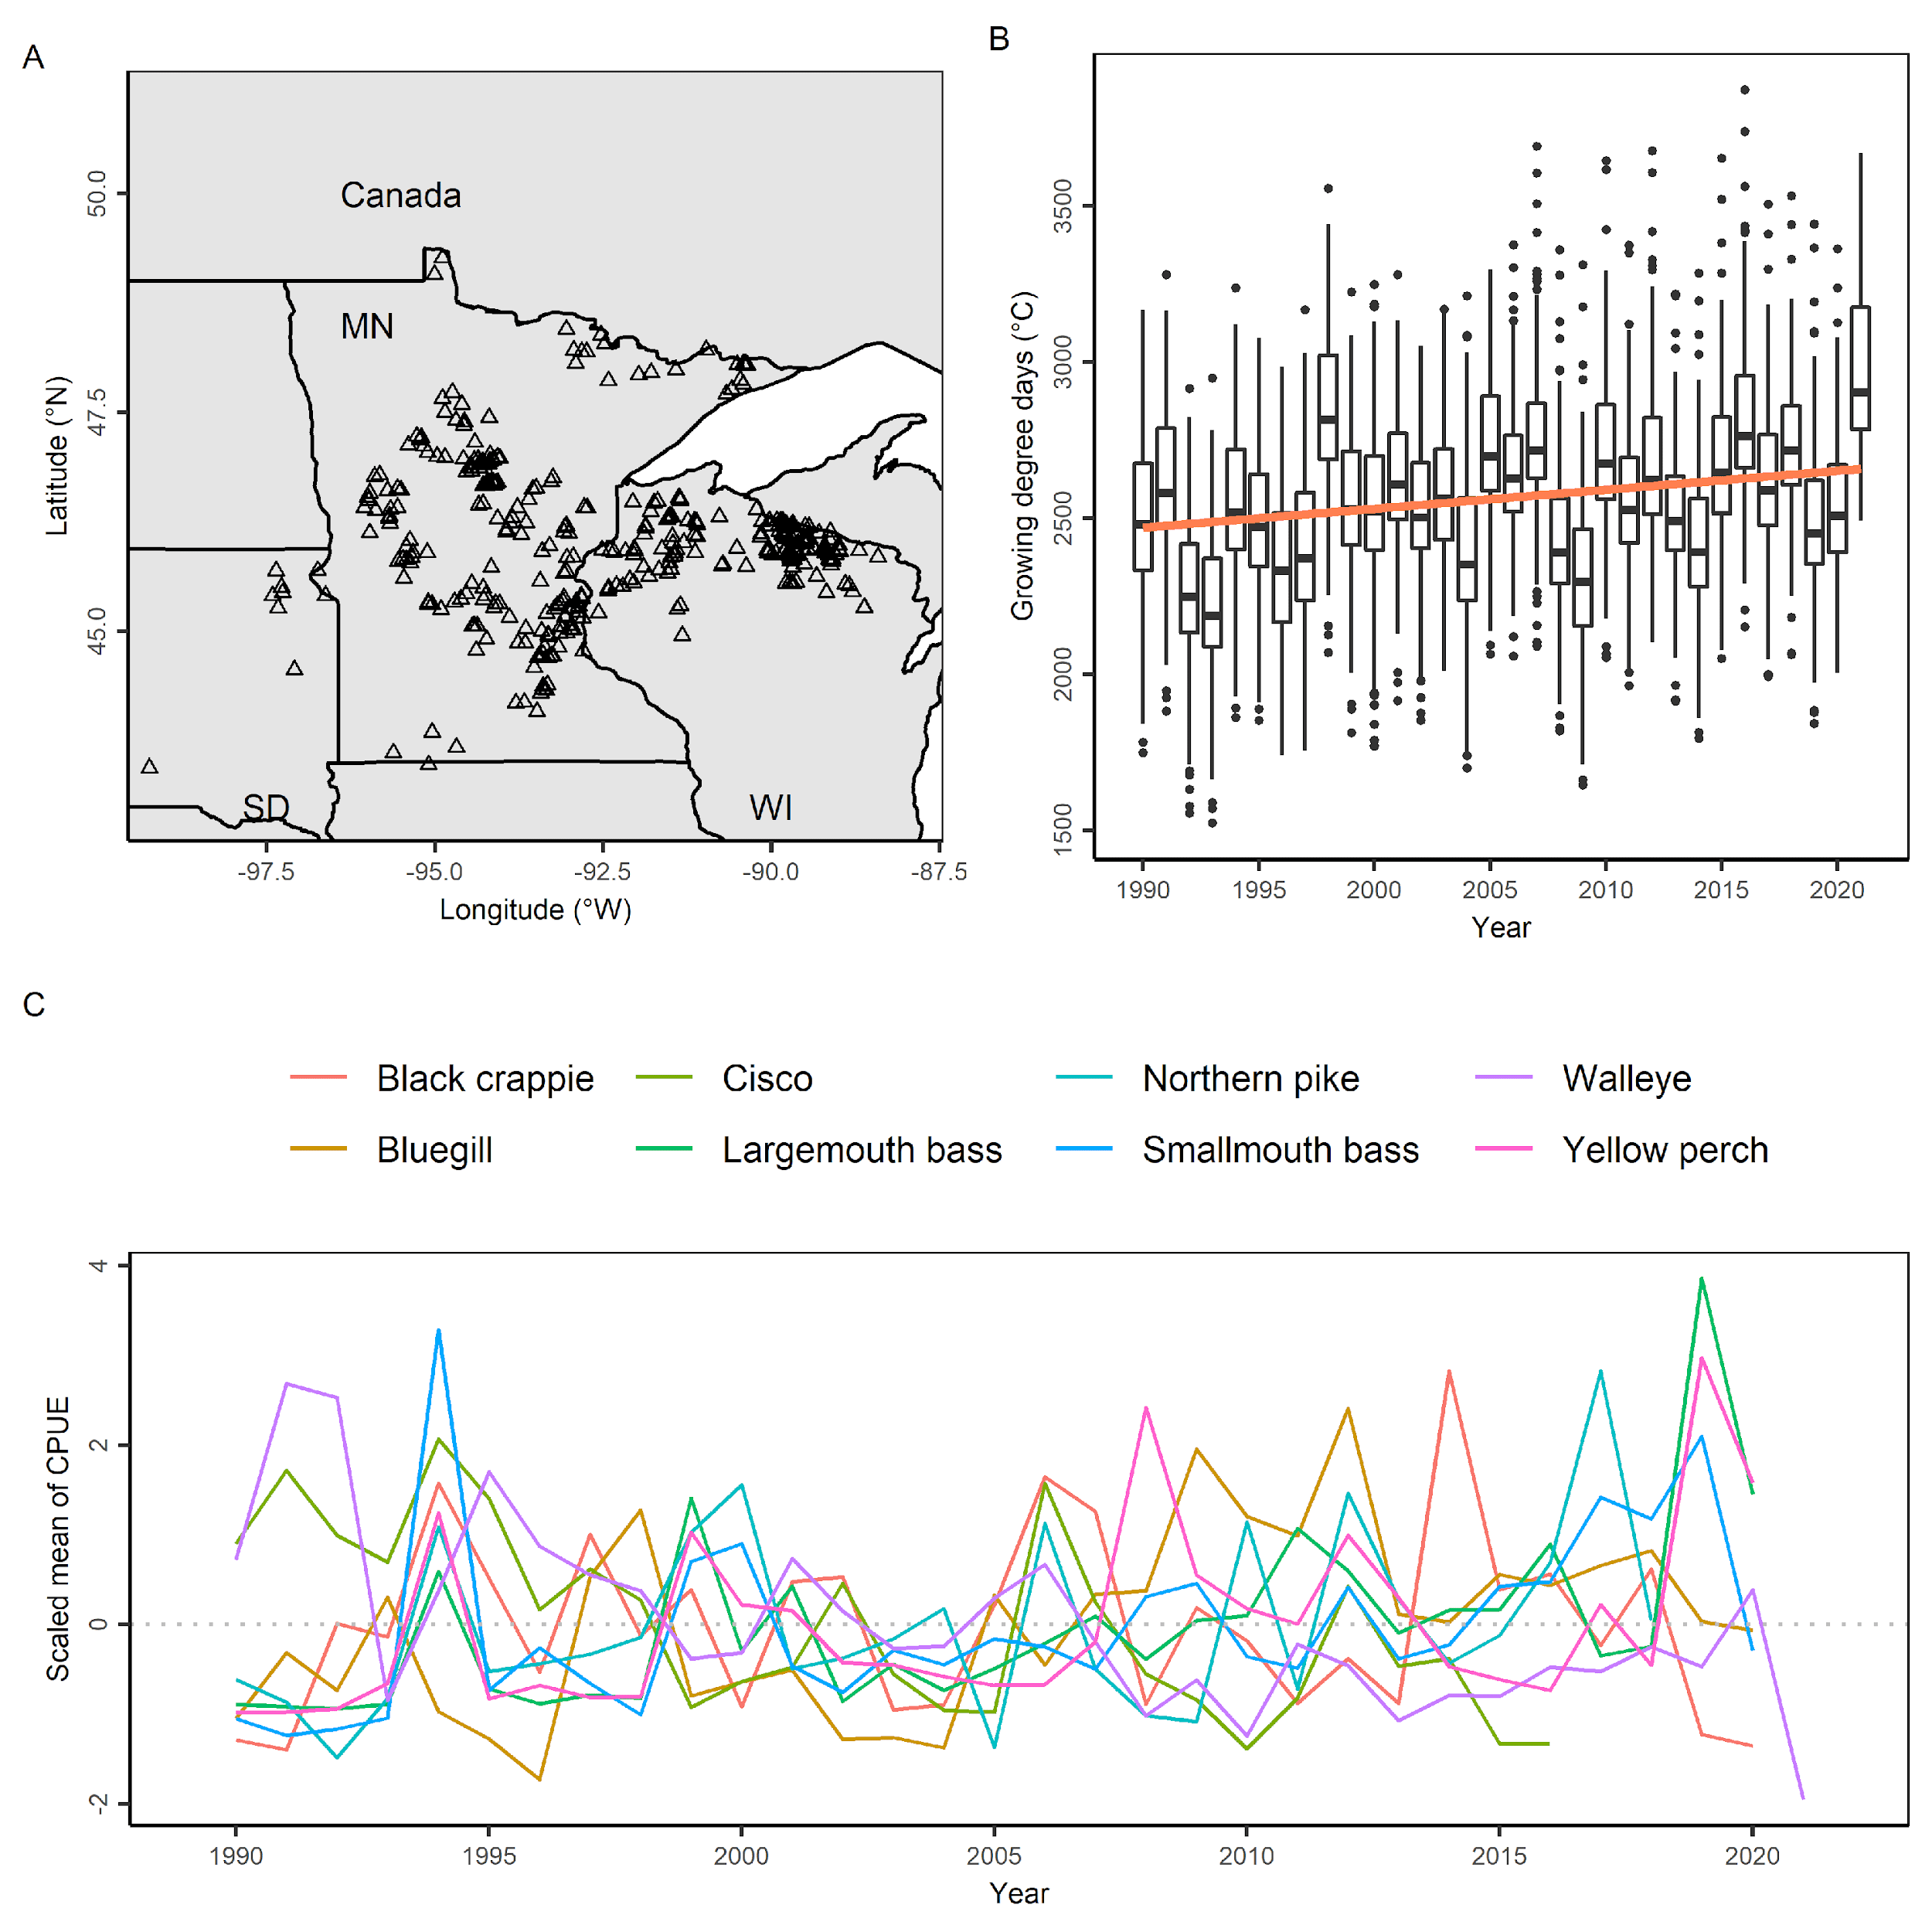 A
50.0
47.5
45.0
Latitude (°N)
Canada
MN
SD
WI
-97.5 -95.0 -92.5 -90.0 -87.5
Longitude (°W)
B
3500
3000
2500
2000
1500
Growing degree days (°C)
1990 1995 2000 2005 2010 2015 2020
Year
C
Black crappie Cisco Northern pike Walleye
Bluegill Largemouth bass Smallmouth bass Yellow perch
4
2
0
-2
Scaled mean of CPUE
1990 1995 2000 2005 2010 2015 2020
Year